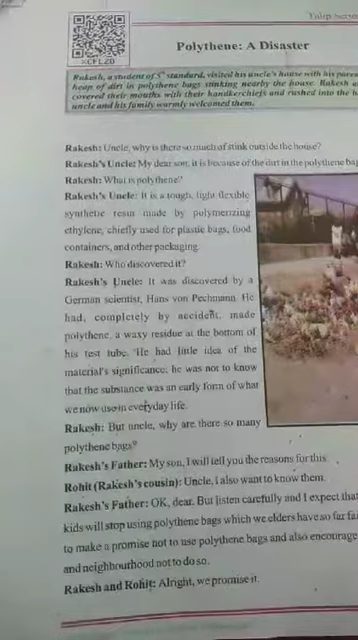 Tulip Series
XCFLZ0
Polythene: A Disaster
Rakesh, a student of 5th standard, visited his uncle's house with his
heap of dirt in polythene bags stinking nearby the house. Rakesh
covered their mouths with their handkerchiefs and rushed into the
uncle and his family warmly welcomed them.
Rakesh: Uncle, why is there so much of stink outside the house?
Rakesh's Uncle: My dear son, it is because of the dirt in the polythene
Rakesh: What is polythene?
Rakesh's Uncle: It is a tough, light flexible
synthetic resin made by polymerizing
ethylene, chiefly used for plastic bags, food
containers, and other packaging.
Rakesh: Who discovered it?
Rakesh's Uncle: It was discovered by a
German scientist, Hans von Pechmann. He
had, completely by accident, made
polythene, a waxy residue at the bottom of
his test tube. He had little idea of the
material's significance; he was not to know
that the substance was an early form of what
we now use in everyday life.
Rakesh: But uncle, why are there so many
polythene bags?
Rakesh's Father: My son, I will tell you the reasons for this.
Rohit (Rakesh's cousin): Uncle, I also want to know them.
Rakesh's Father: OK, dear. But listen carefully and I expect that
kids will stop using polythene bags which we elders have so far
to make a promise not to use polythene bags and also encourage
and neighhourhood not to do so.
Rakesh and Rohit: Alright, we promise it.